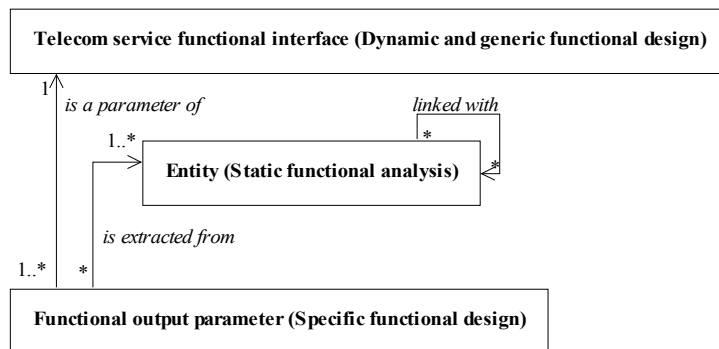 Telecom service functional interface (Dynamic and generic functional design)
1
is a parameter of
linked with
1..*
*
Entity (Static functional analysis)
*
is extracted from
1..*
*
Functional output parameter (Specific functional design)